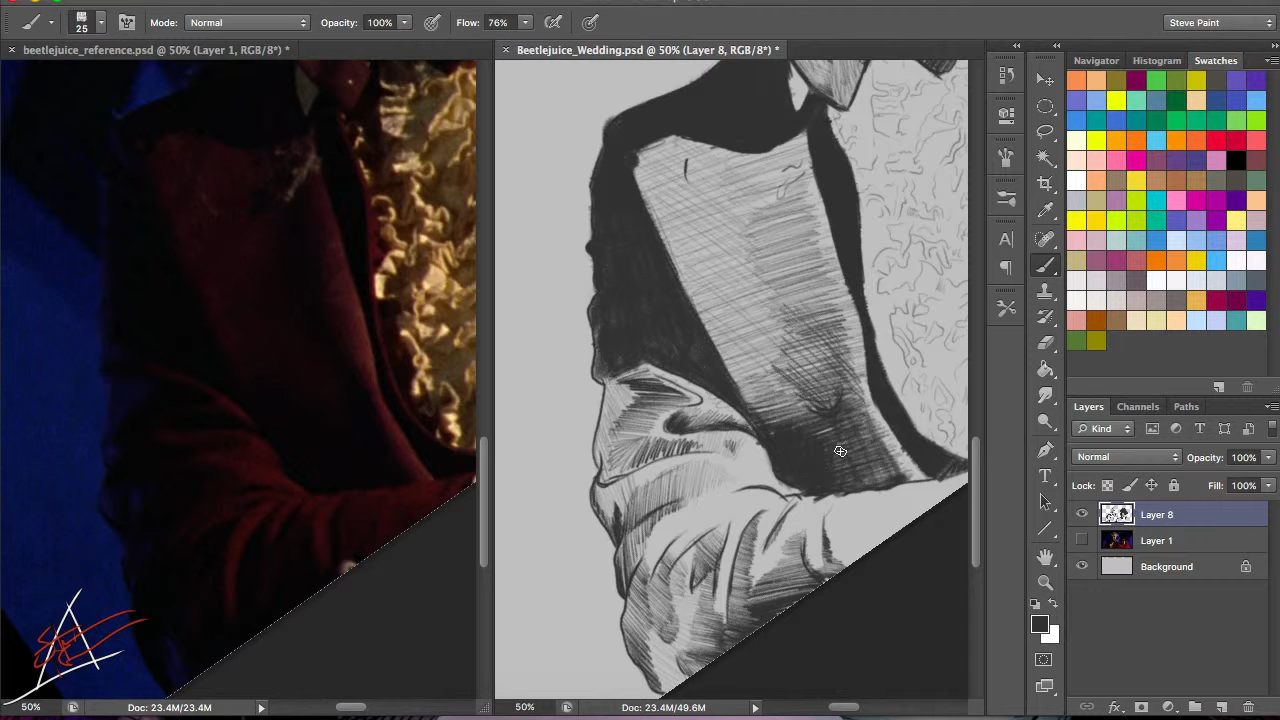 25
Mode: Normal
Opacity: 100%
Flow: 76%
Steve Paint
× beetlejuice_reference.psd @ 50% (Layer 1, RGB/8*) *
× Beetlejuice_Wedding.psd @ 50% (Layer 8, RGB/8*) *
Navigator Histogram Swatches
Layers Channels Paths
Kind
Normal Opacity: 100%
Lock: Fill: 100%
Layer 8
Layer 1
Background
50% Doc: 23.4M/23.4M
50% Doc: 23.4M/49.6M